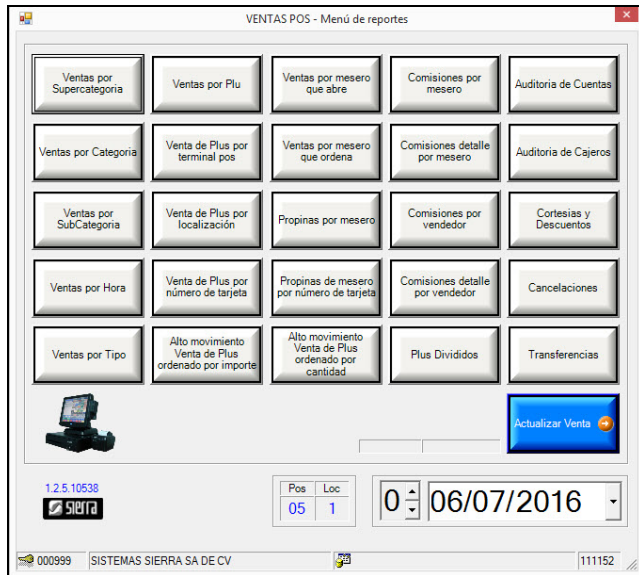 VENTAS POS - Menú de reportes
Ventas por
Supercategoria
Ventas por Plu
Ventas por mesero
que abre
Comisiones por
mesero
Auditoria de Cuentas
Ventas por Categoria
Venta de Plus por
terminal pos
Ventas por mesero
que ordena
Comisiones detalle
por mesero
Auditoria de Cajeros
Ventas por
SubCategoria
Venta de Plus por
localización
Propinas por mesero
Comisiones por
vendedor
Cortesias y
Descuentos
Ventas por Hora
Venta de Plus por
número de tarjeta
Propinas de mesero
por número de tarjeta
Comisiones detalle
por vendedor
Cancelaciones
Ventas por Tipo
Alto movimiento
Venta de Plus
ordenado por importe
Alto movimiento
Venta de Plus
ordenado por
cantidad
Plus Divididos
Transferencias
Actualizar Venta
1.2.5.10538
sierra
Pos Loc
05 1
0
06/07/2016
000999
SISTEMAS SIERRA SA DE CV
111152